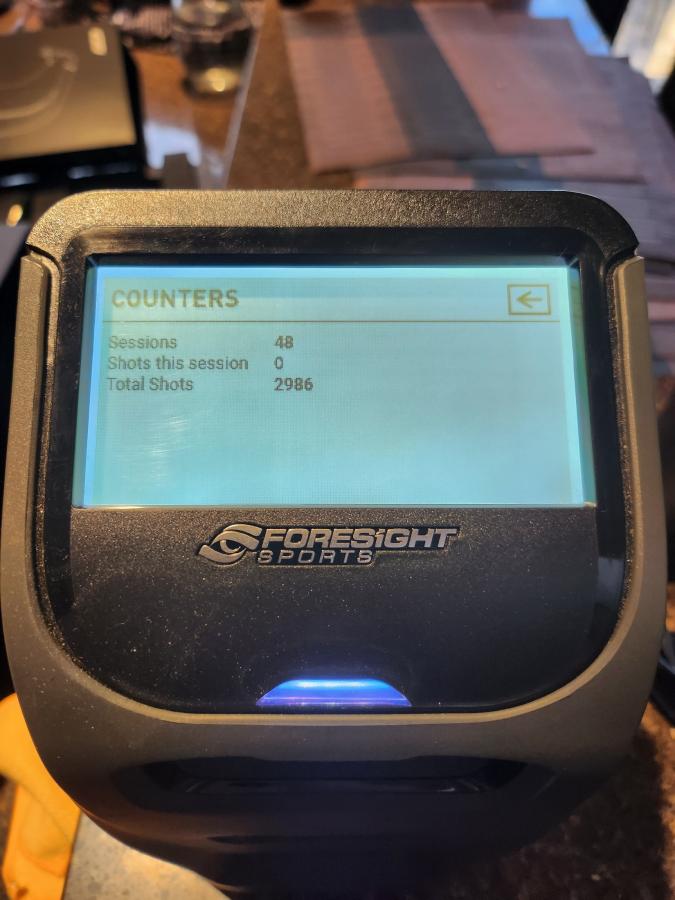 COUNTERS
Sessions 48
Shots this session 0
Total Shots 2986
FORESiGHT
SPORTS